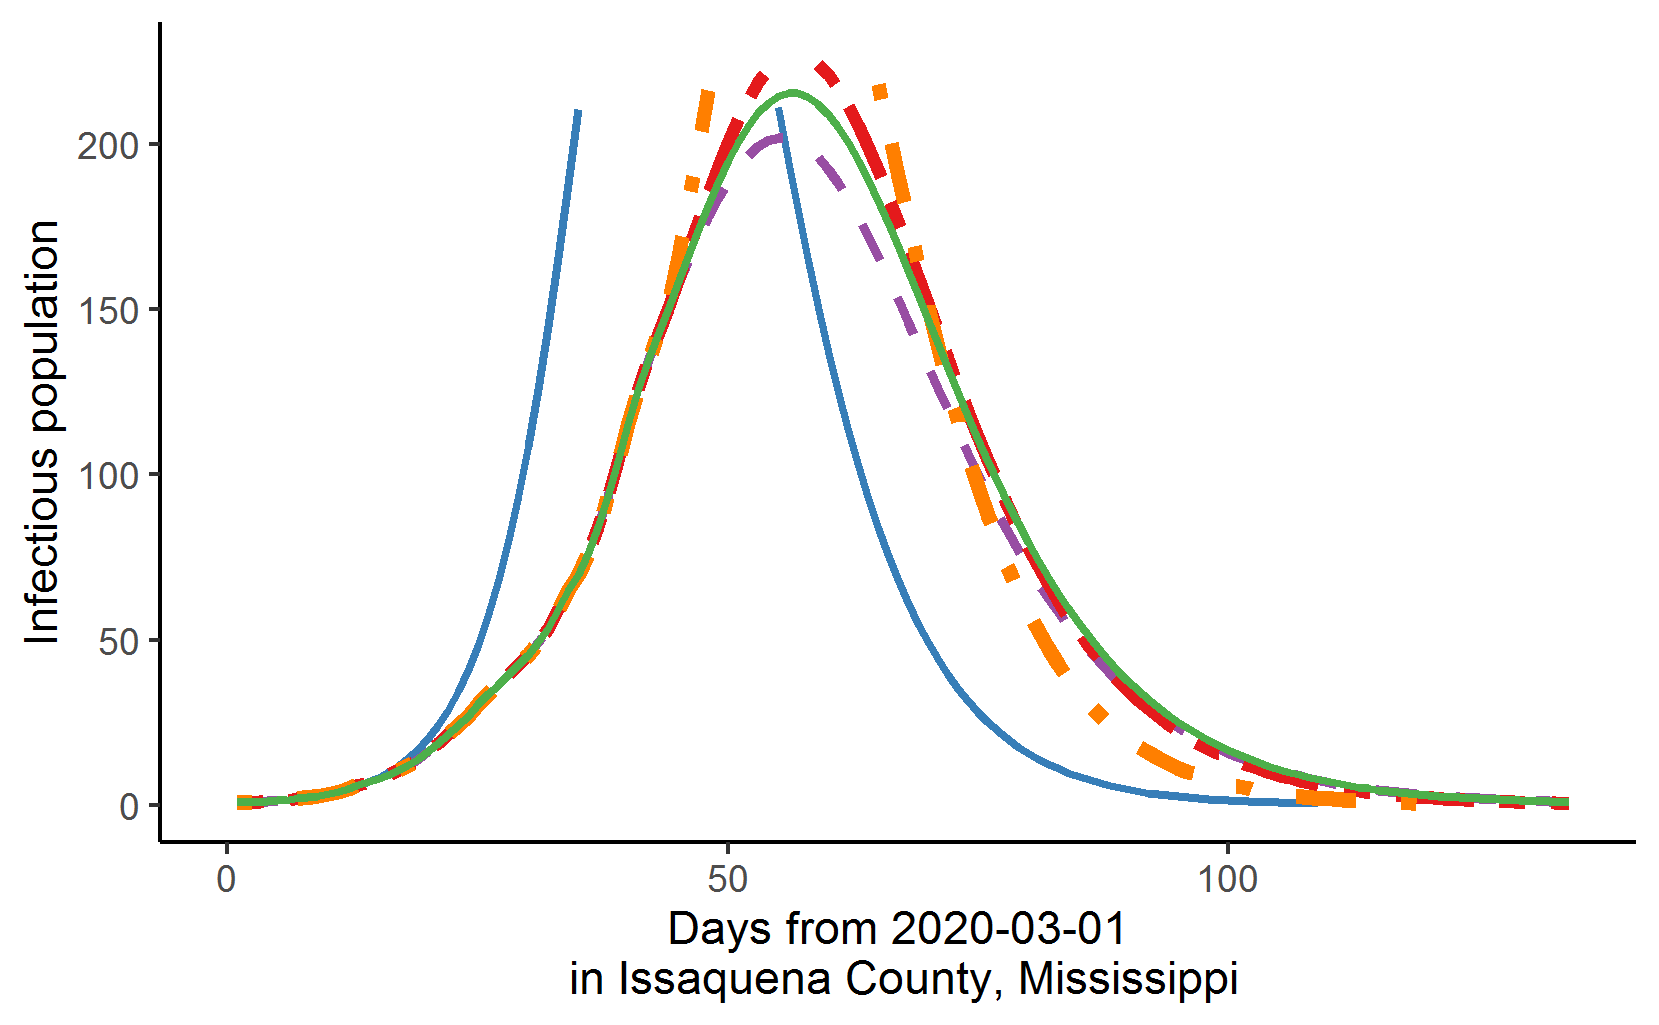 Infectious population
200
150
100
50
0
0
50
100
Days from 2020-03-01
in Issaquena County, Mississippi